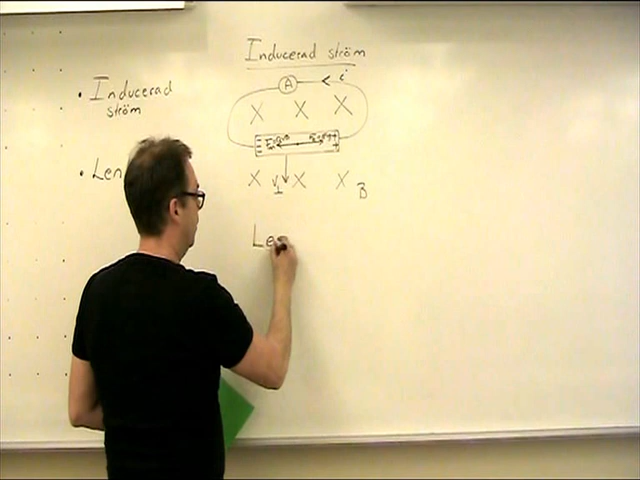 • Inducerad
ström
• Len
Inducerad ström
A
i
X X X
X X X
B
Le